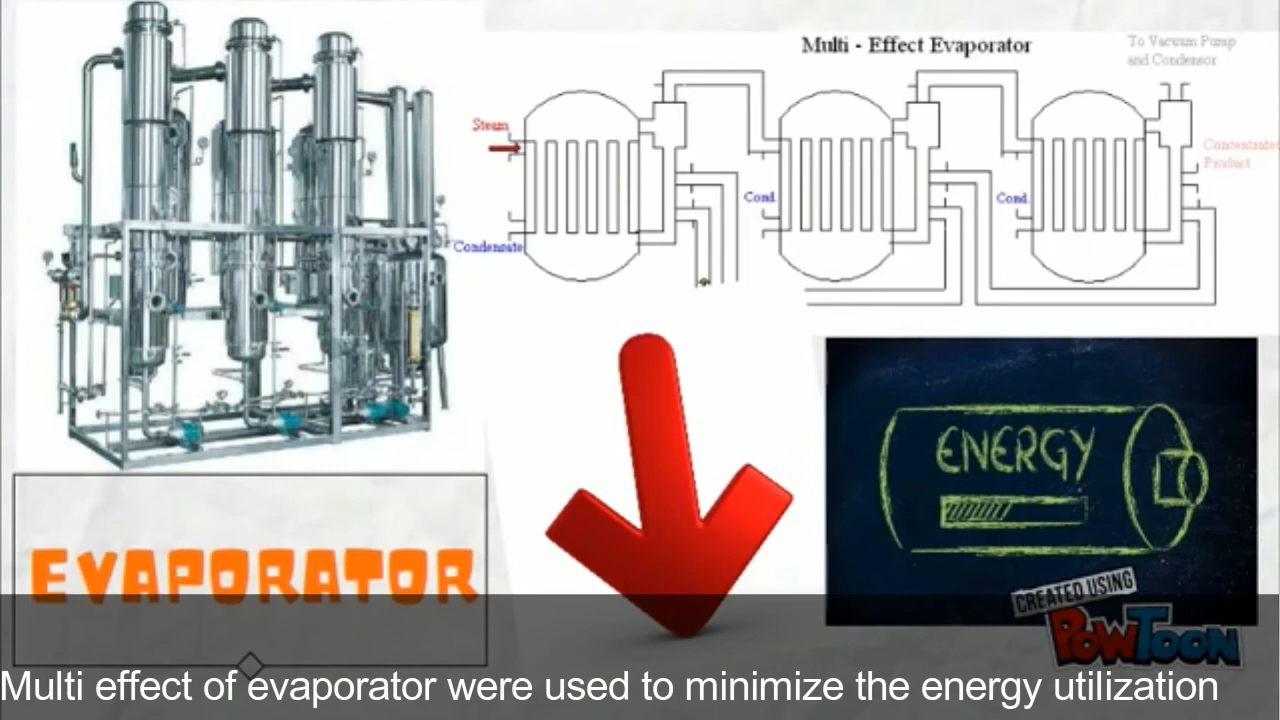 Multi - Effect Evaporator
To Vacuum Pump
and Condensor
Steam
Concentrated
Product
Cond.
Cond.
Condensate
ENERGY
EVAPORATOR
CREATED USING
PowToon
Multi effect of evaporator were used to minimize the energy utilization